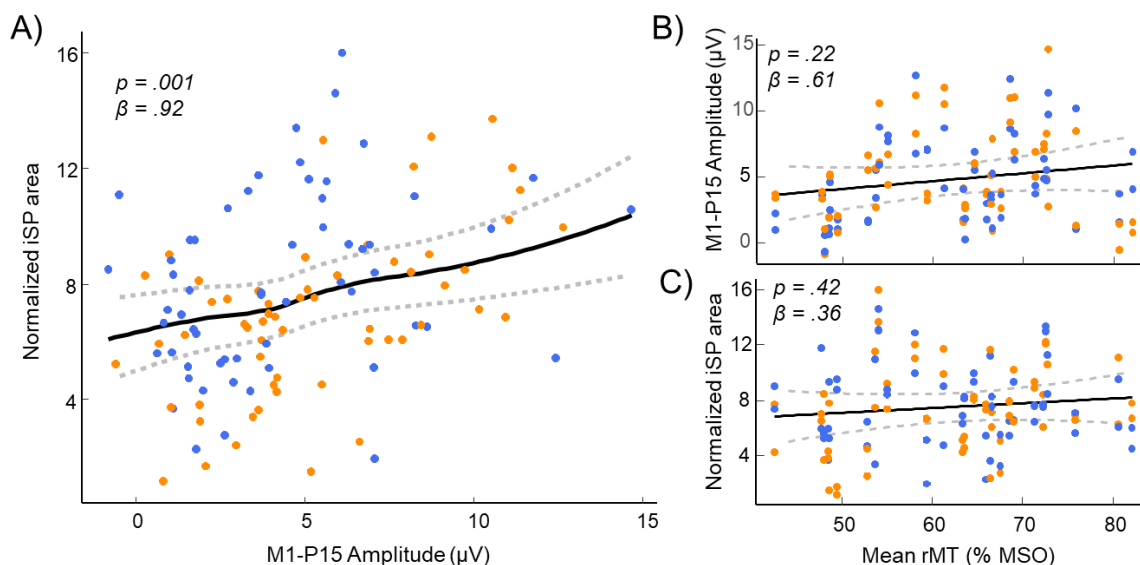 A)
p = .001
β = .92
Normalized iSP area
16
12
8
4
0
5
10
15
M1-P15 Amplitude (µV)
B)
p = .22
β = .61
M1-P15 Amplitude (µV)
15
10
5
0
C)
p = .42
β = .36
Normalized iSP area
16
12
8
4
50
60
70
80
Mean rMT (% MSO)